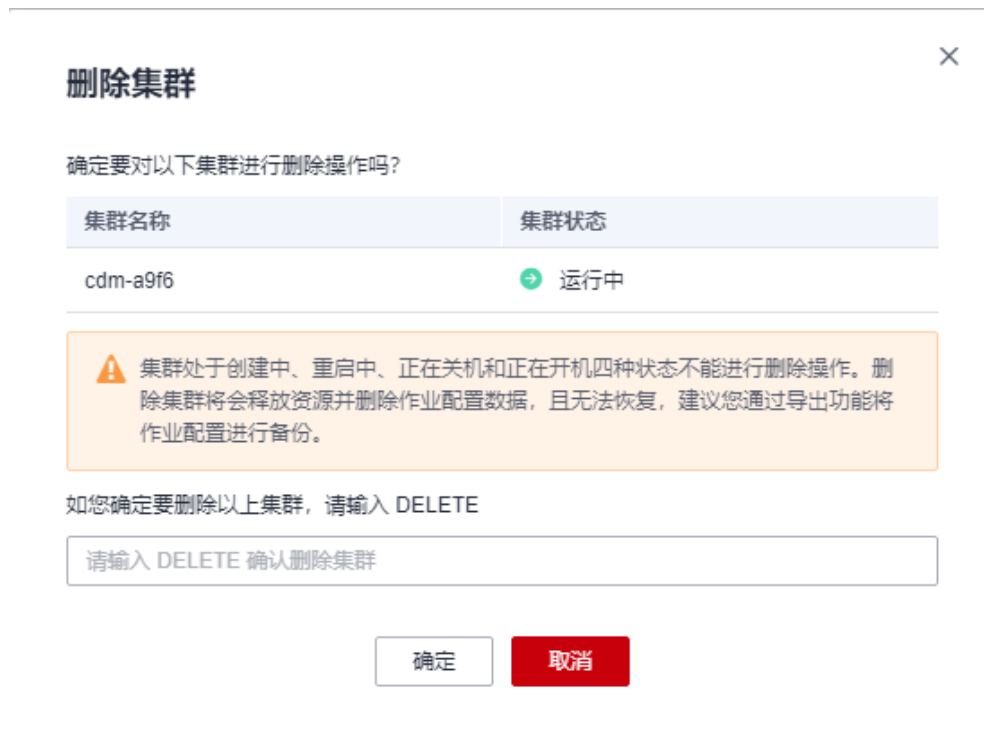 删除集群
确定要对以下集群进行删除操作吗?
集群名称 集群状态
cdm-a9f6 运行中
集群处于创建中、重启中、正在关机和正在开机四种状态不能进行删除操作。删
除集群将会释放资源并删除作业配置数据，且无法恢复，建议您通过导出功能将
作业配置进行备份。
如您确定要删除以上集群，请输入 DELETE
请输入 DELETE 确认删除集群
确定 取消